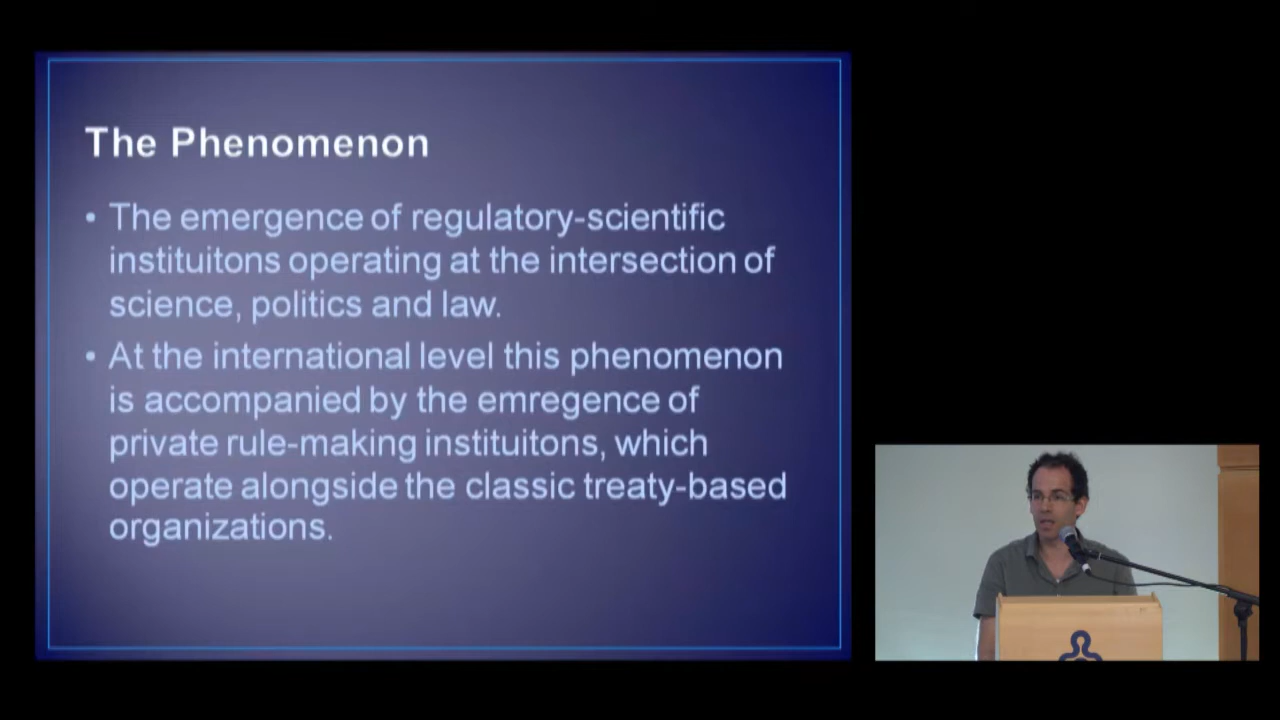 The Phenomenon
• The emergence of regulatory-scientific
instituitons operating at the intersection of
science, politics and law.
• At the international level this phenomenon
is accompanied by the emregence of
private rule-making instituitons, which
operate alongside the classic treaty-based
organizations.